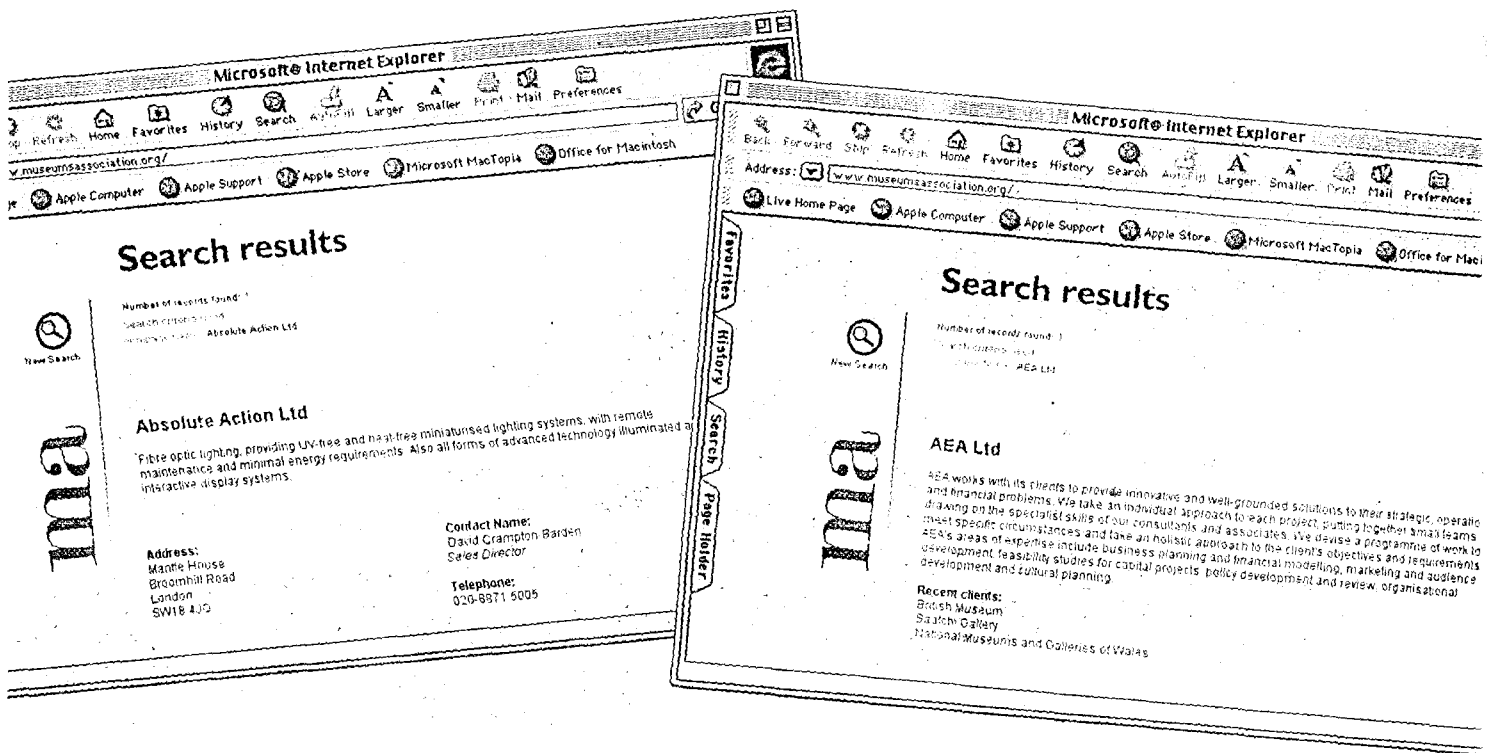 Microsoft® Internet Explorer
Refresh Home Favorites History Search AutoFill Larger Smaller Print Mail Preferences
w.museumsassociation.org/
Apple Computer Apple Support Apple Store Microsoft MacTopia Office for Macintosh
Search results
Number of records found: 1
Absolute Action Ltd
New Search
ma
Absolute Action Ltd
Fibre optic lighting, providing UV-free and heat-free miniaturised lighting systems, with remote
maintenance and minimal energy requirements. Also all forms of advanced technology illuminated a
interactive display systems.
Address:
Mantle House
Broomhill Road
London
SW18 4JQ
Contact Name:
David Crampton Barden
Sales Director
Telephone:
020-8871 5005
Microsoft® Internet Explorer
Back Forward Stop Refresh Home Favorites History Search AutoFill Larger Smaller Print Mail Preferences
Address: www.museumsassociation.org/
Live Home Page Apple Computer Apple Support Apple Store Microsoft MacTopia Office for Maci
Favorites
History
Search
Page Holder
Search results
Number of records found: 1
AEA Ltd
New Search
ma
AEA Ltd
AEA works with its clients to provide innovative and well-grounded solutions to their strategic, operatio
and financial problems. We take an individual approach to each project, putting together small teams
drawing on the specialist skills of our consultants and associates. We devise a programme of work to
meet specific circumstances and take an holistic approach to the client's objectives and requirements
AEA's areas of expertise include business planning and financial modelling, marketing and audience
development, feasibility studies for capital projects, policy development and review, organisational
development and cultural planning.
Recent clients:
British Museum
Saatchi Gallery
National Museums and Galleries of Wales